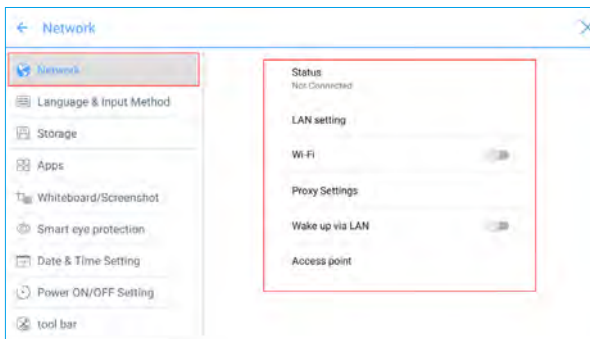 Network
Network
Language & Input Method
Storage
Apps
Whiteboard/Screenshot
Smart eye protection
Date & Time Setting
Power ON/OFF Setting
tool bar
Status
Not Connected
LAN setting
Wi-Fi
Proxy Settings
Wake up via LAN
Access point